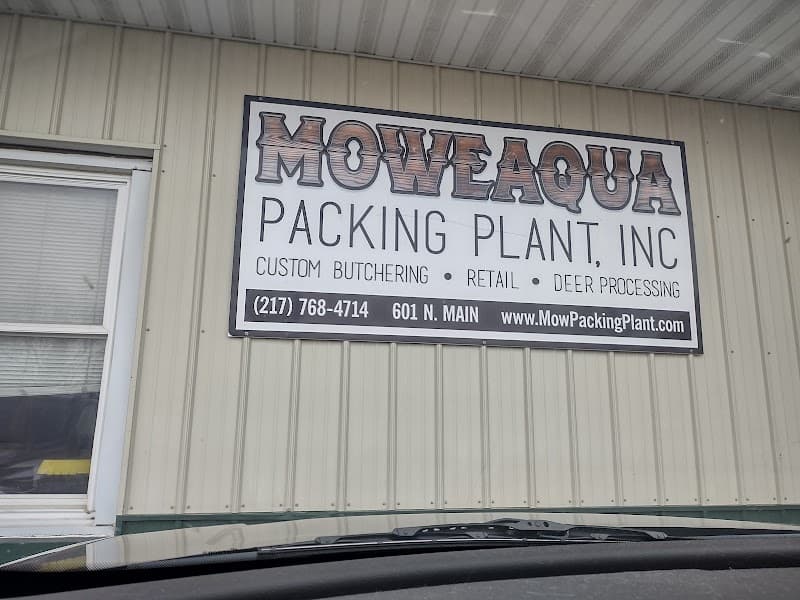 MOWEAQUA
PACKING PLANT, INC
CUSTOM BUTCHERING • RETAIL • DEER PROCESSING
(217) 768-4714 601 N. MAIN www.MowPackingPlant.com